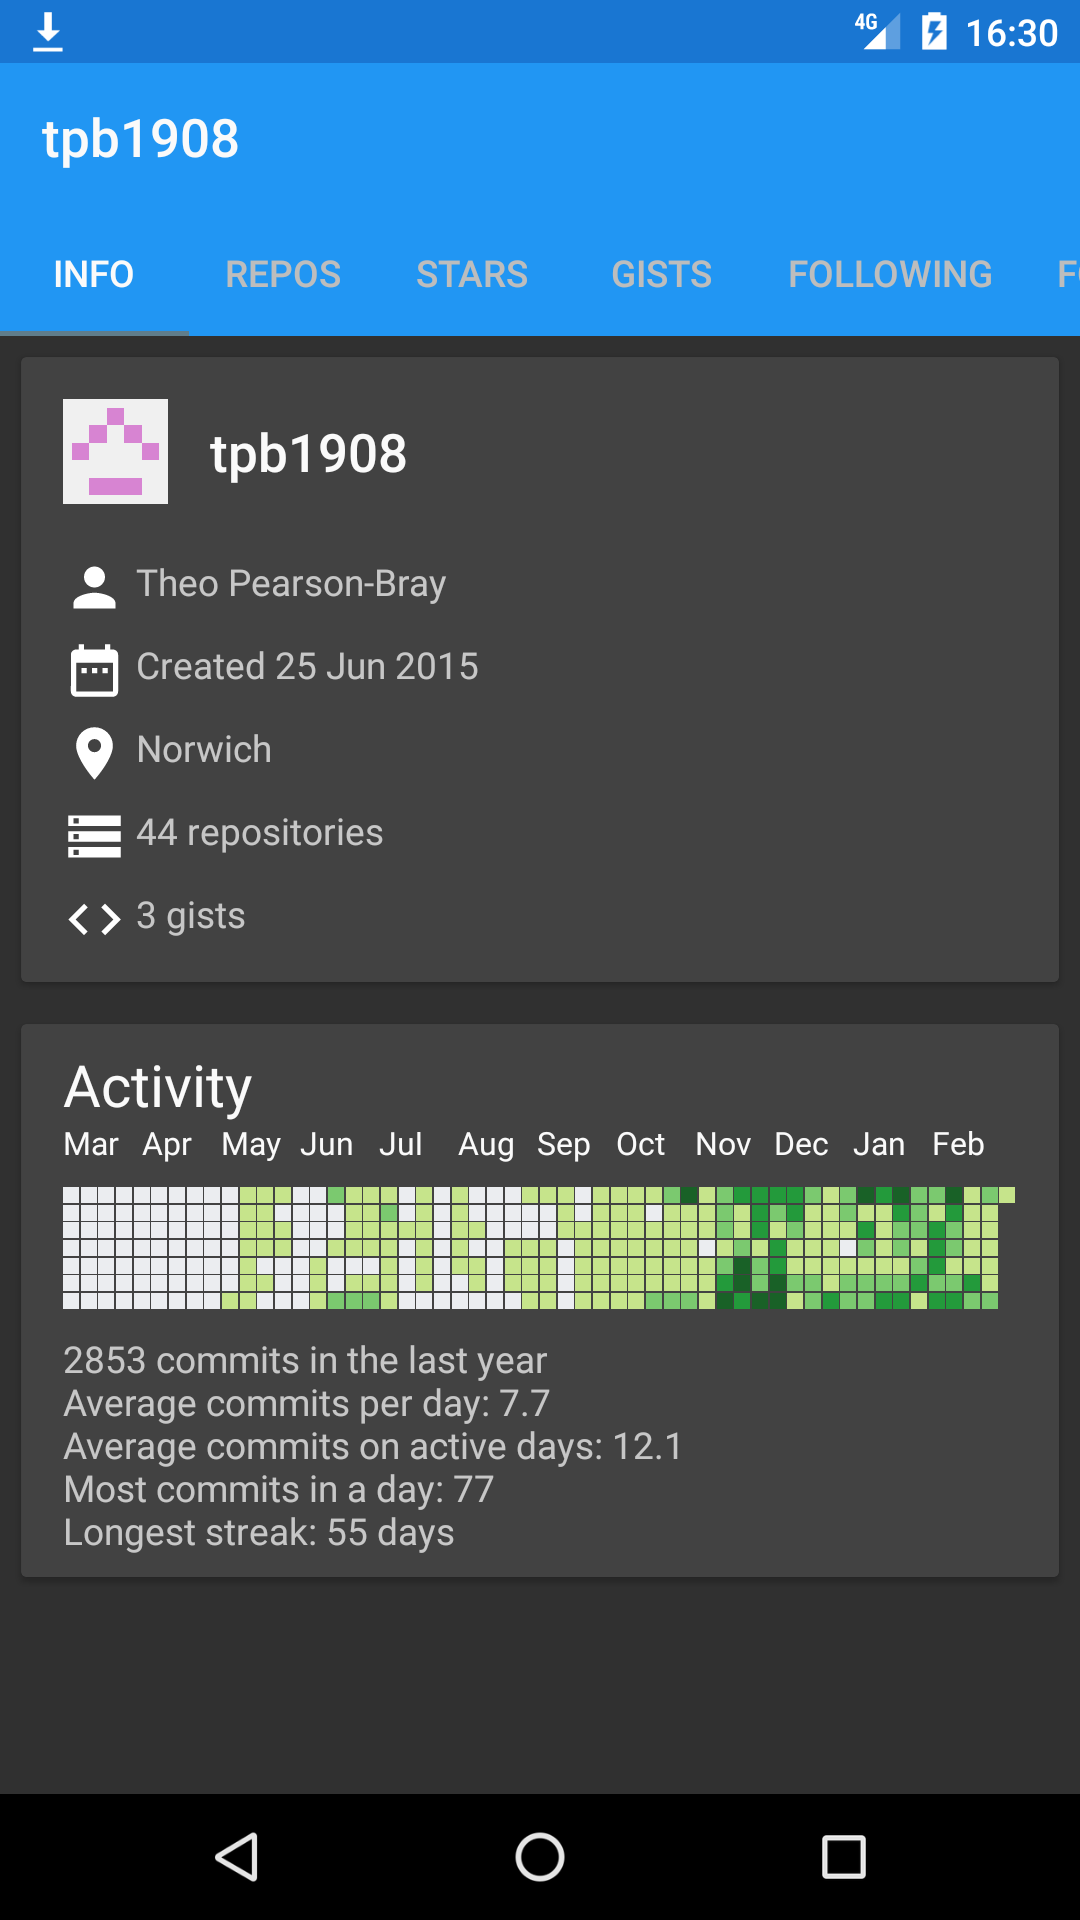 4G 16:30
tpb1908
INFO REPOS STARS GISTS FOLLOWING
tpb1908
Theo Pearson-Bray
Created 25 Jun 2015
Norwich
44 repositories
3 gists
Activity
Mar Apr May Jun Jul Aug Sep Oct Nov Dec Jan Feb
2853 commits in the last year
Average commits per day: 7.7
Average commits on active days: 12.1
Most commits in a day: 77
Longest streak: 55 days